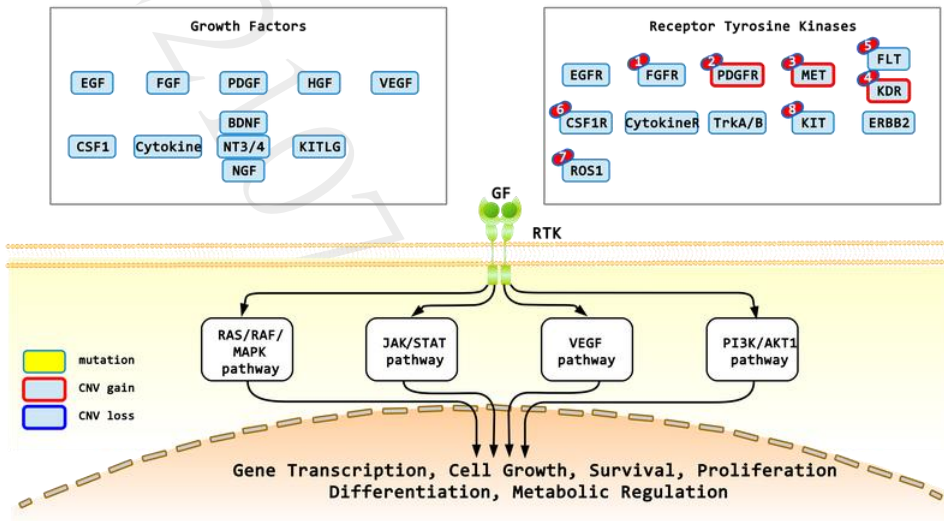 Growth Factors
EGF FGF PDGF HGF VEGF
BDNF
CSF1 Cytokine NT3/4 KITLG
NGF
Receptor Tyrosine Kinases
5
FLT
1 2 3
EGFR FGFR PDGFR MET
4
KDR
6 8
CSF1R CytokineR TrkA/B KIT ERBB2
7
ROS1
GF
RTK
RAS/RAF/
MAPK
pathway
JAK/STAT
pathway
VEGF
pathway
PI3K/AKT1
pathway
mutation
CNV gain
CNV loss
Gene Transcription, Cell Growth, Survival, Proliferation
Differentiation, Metabolic Regulation